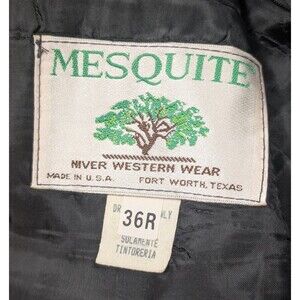 MESQUITE
NIVER WESTERN WEAR
MADE IN U.S.A. FORT WORTH, TEXAS
36R
SOLAMENTE
TINTORERIA